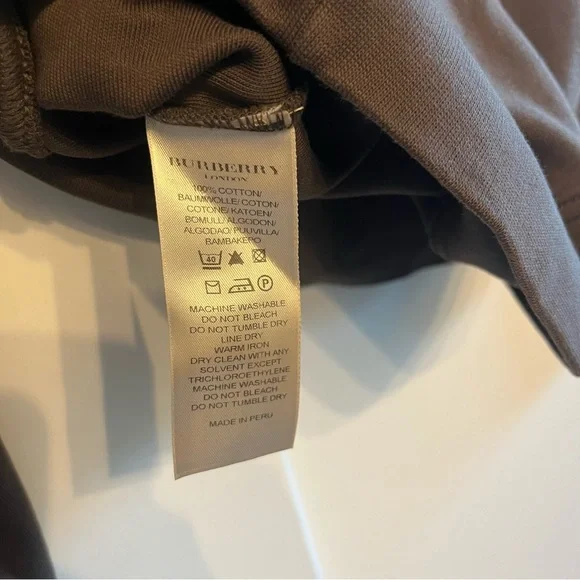 BURBERRY
LONDON
100% COTTON/
BAUMWOLLE/ COTON/
COTONE/KATOEN/
BOMULL/ ALGODON/
ALGODAO/ PUUVILLA/
BAMBAKEPO
40
P
MACHINE WASHABLE
DO NOT BLEACH
DO NOT TUMBLE DRY
LINE DRY
WARM IRON
DRY CLEAN WITH ANY
SOLVENT EXCEPT
TRICHLOROETHYLENE
MACHINE WASHABLE
DO NOT BLEACH
DO NOT TUMBLE DRY
MADE IN PERU